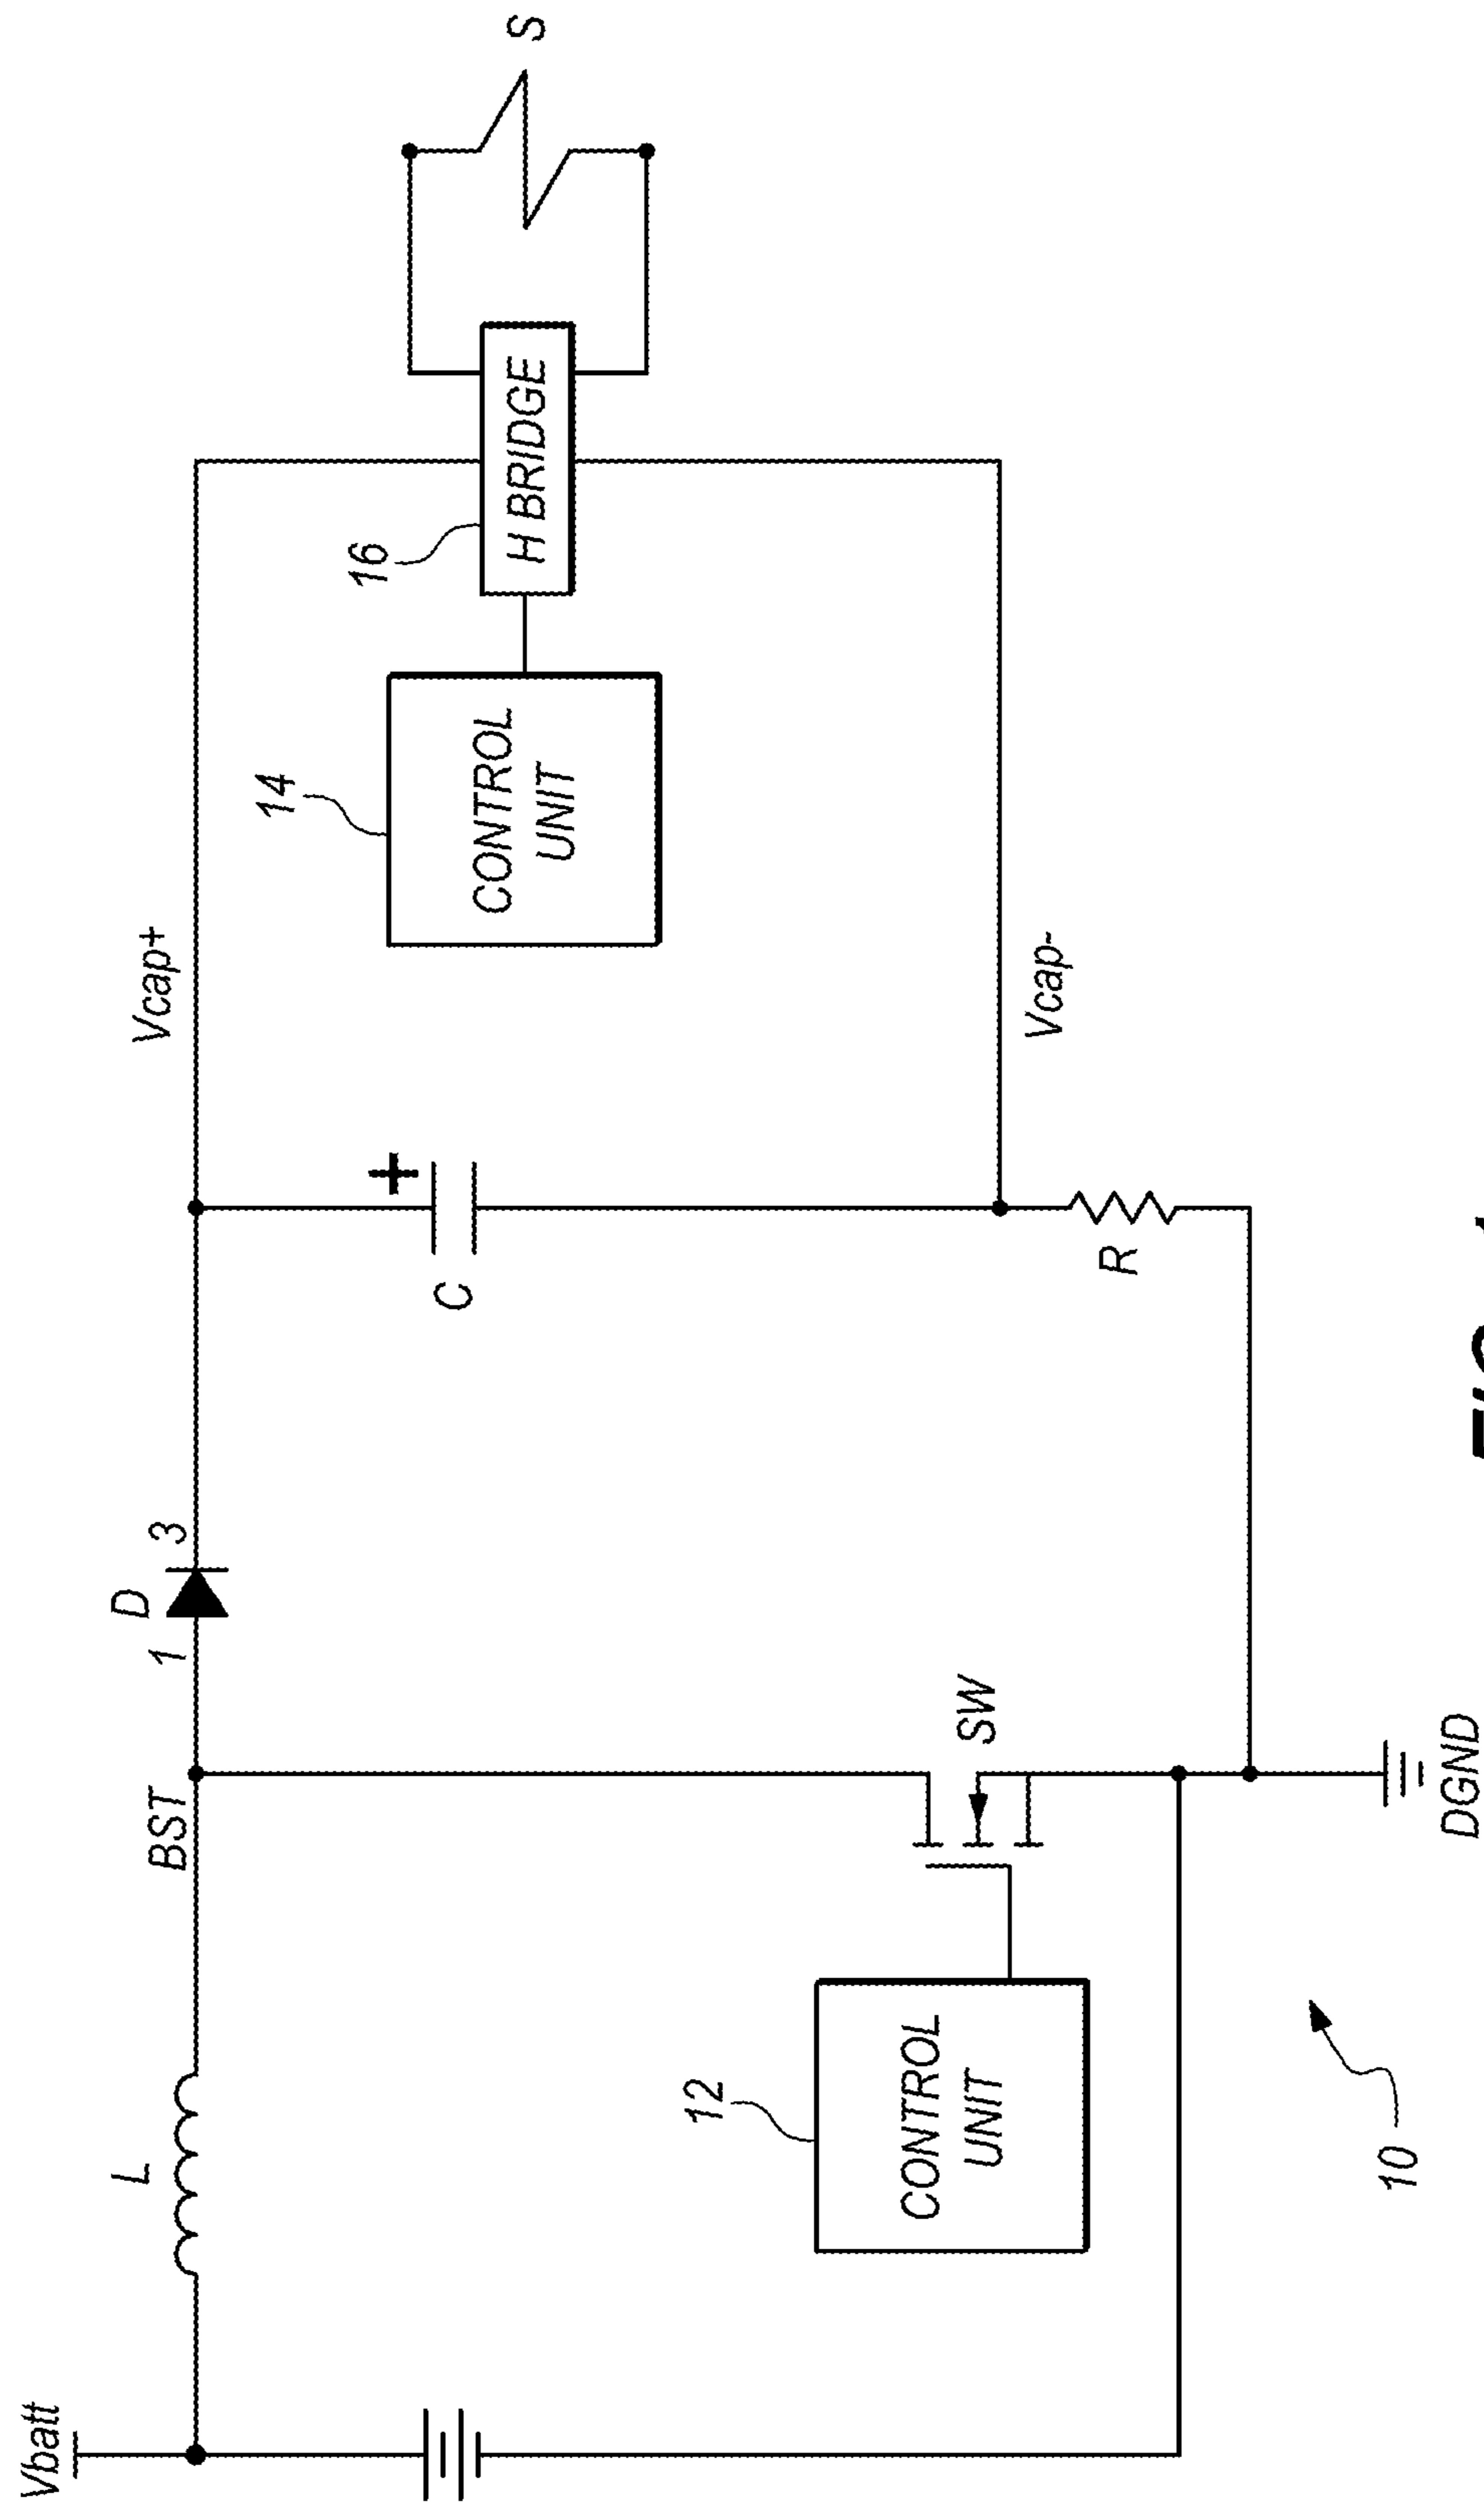 Vbatt
L
BST
1
D
3
Vcap+
C
+
12
CONTROL
UNIT
SW
R
Vcap~
14
CONTROL
UNIT
16
H BRIDGE
S
DGND
10